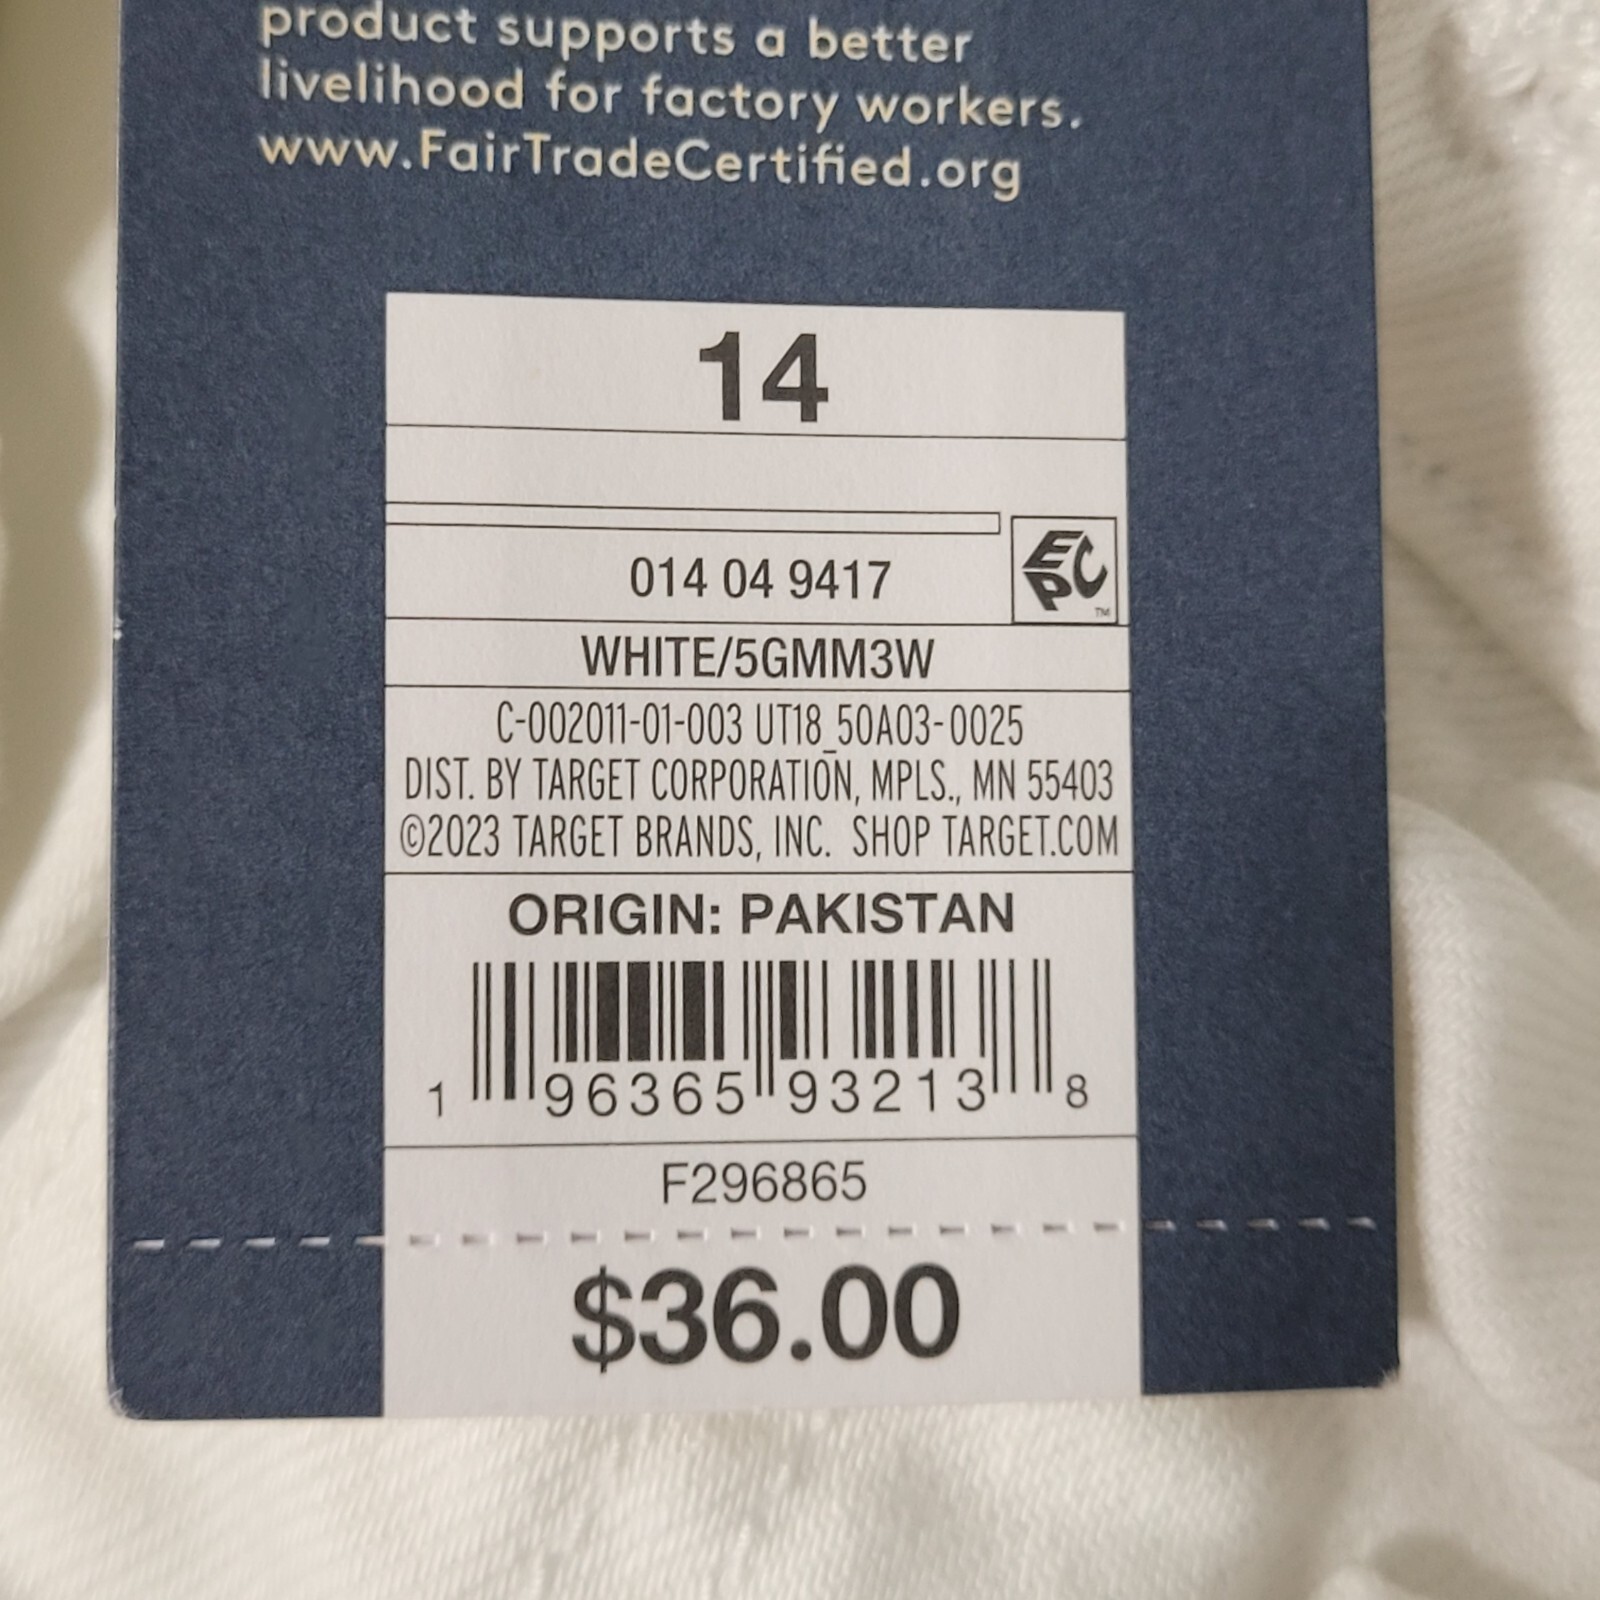 product supports a better
livelihood for factory workers.
www.FairTradeCertified.org
14
014 04 9417
EPC
TM
WHITE/5GMM3W
C-002011-01-003 UT18_50A03-0025
DIST. BY TARGET CORPORATION, MPLS., MN 55403
©2023 TARGET BRANDS, INC. SHOP TARGET.COM
ORIGIN: PAKISTAN
1 96365 93213 8
F296865
$36.00